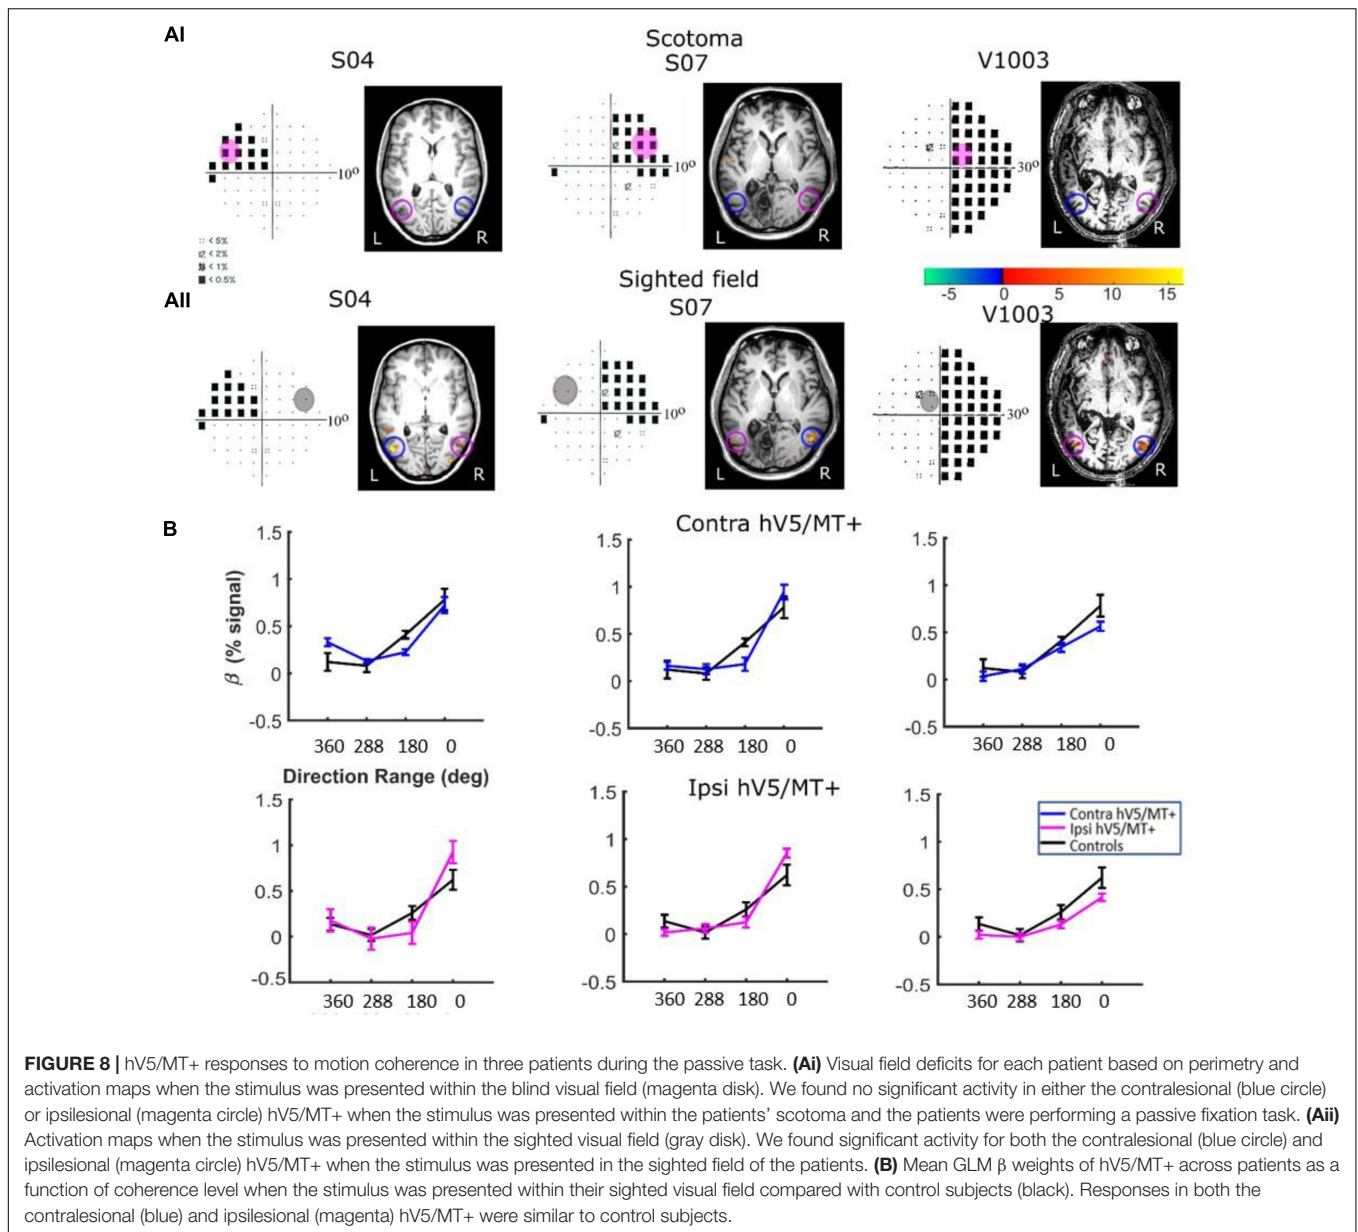 AI
Scotoma
S04
S07
V1003
10⁰
10⁰
30⁰
L
R
L
R
L
R
< 5%
< 2%
< 1%
< 0.5%
-5
0
5
10
15
AII
Sighted field
S04
S07
V1003
10⁰
10⁰
30⁰
L
R
L
R
L
R
B
Contra hV5/MT+
β (% signal)
1.5
1
0.5
0
-0.5
360 288 180 0
1.5
1
0.5
0
-0.5
360 288 180 0
1.5
1
0.5
0
-0.5
360 288 180 0
Direction Range (deg)
Ipsi hV5/MT+
1.5
1
0.5
0
-0.5
360 288 180 0
1.5
1
0.5
0
-0.5
360 288 180 0
1.5
1
0.5
0
-0.5
360 288 180 0
Contra hV5/MT+
Ipsi hV5/MT+
Controls
FIGURE 8 | hV5/MT+ responses to motion coherence in three patients during the passive task. (Ai) Visual field deficits for each patient based on perimetry and
activation maps when the stimulus was presented within the blind visual field (magenta disk). We found no significant activity in either the contralesional (blue circle)
or ipsilesional (magenta circle) hV5/MT+ when the stimulus was presented within the patients' scotoma and the patients were performing a passive fixation task. (Aii)
Activation maps when the stimulus was presented within the sighted visual field (gray disk). We found significant activity for both the contralesional (blue circle) and
ipsilesional (magenta circle) hV5/MT+ when the stimulus was presented in the sighted field of the patients. (B) Mean GLM β weights of hV5/MT+ across patients as a
function of coherence level when the stimulus was presented within their sighted visual field compared with control subjects (black). Responses in both the
contralesional (blue) and ipsilesional (magenta) hV5/MT+ were similar to control subjects.